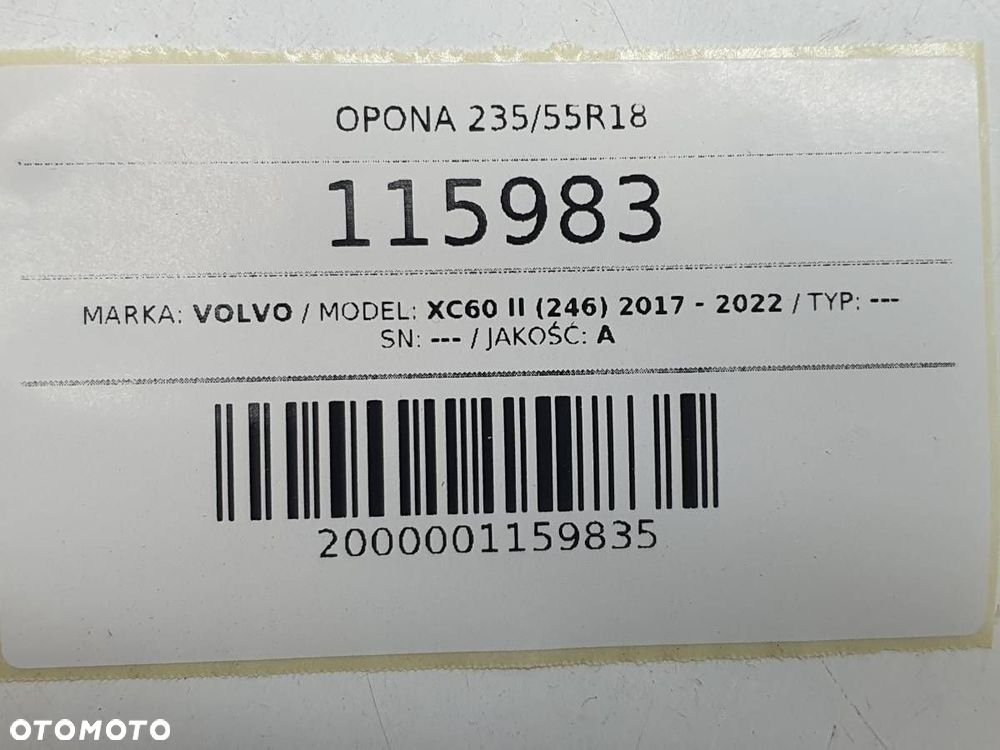 OPONA 235/55R18
115983
MARKA: VOLVO / MODEL: XC60 II (246) 2017 - 2022 / TYP: ---
SN: --- / JAKOŚĆ: A
2000001159835
OTOMOTO